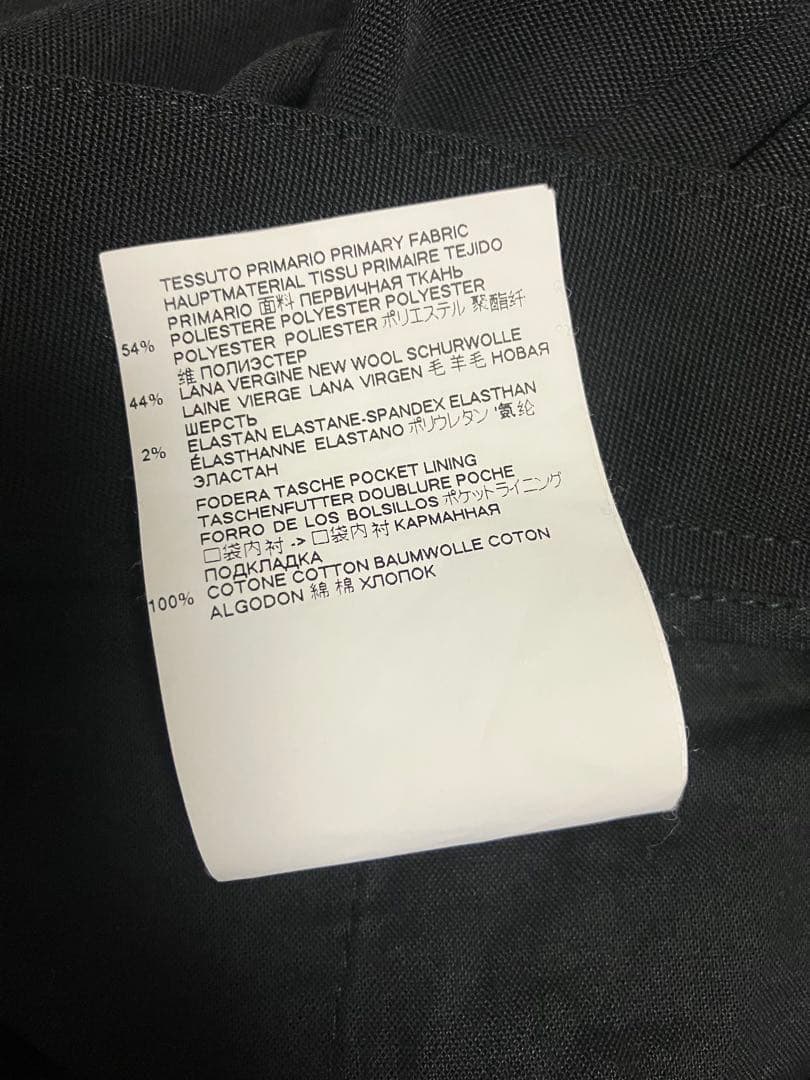 TESSUTO PRIMARIO PRIMARY FABRIC
HAUPTMATERIAL TISSU PRIMAIRE TEJIDO
PRIMARIO 面料 ПЕРВИЧНАЯ ТКАНЬ
54% POLIESTERE POLYESTER POLYESTER
POLYESTER POLIESTER ポリエステル 聚酯纤
维 ПОЛИЭСТЕР
44% LANA VERGINE NEW WOOL SCHURWOLLE
LAINE VIERGE LANA VIRGEN 毛 羊毛 НОВАЯ
ШЕРСТЬ
2% ELASTAN ELASTANE-SPANDEX ELASTHAN
ÉLASTHANNE ELASTANO ポリウレタン '氨纶
ЭЛАСТАН
FODERA TASCHE POCKET LINING
TASCHENFUTTER DOUBLURE POCHE
FORRO DE LOS BOLSILLOS ポケットライニング
口袋内衬 -> 口袋内衬 КАРМАННАЯ
ПОДКЛАДКА
100% COTONE COTTON BAUMWOLLE COTON
ALGODON 綿 棉 ХЛОПОК